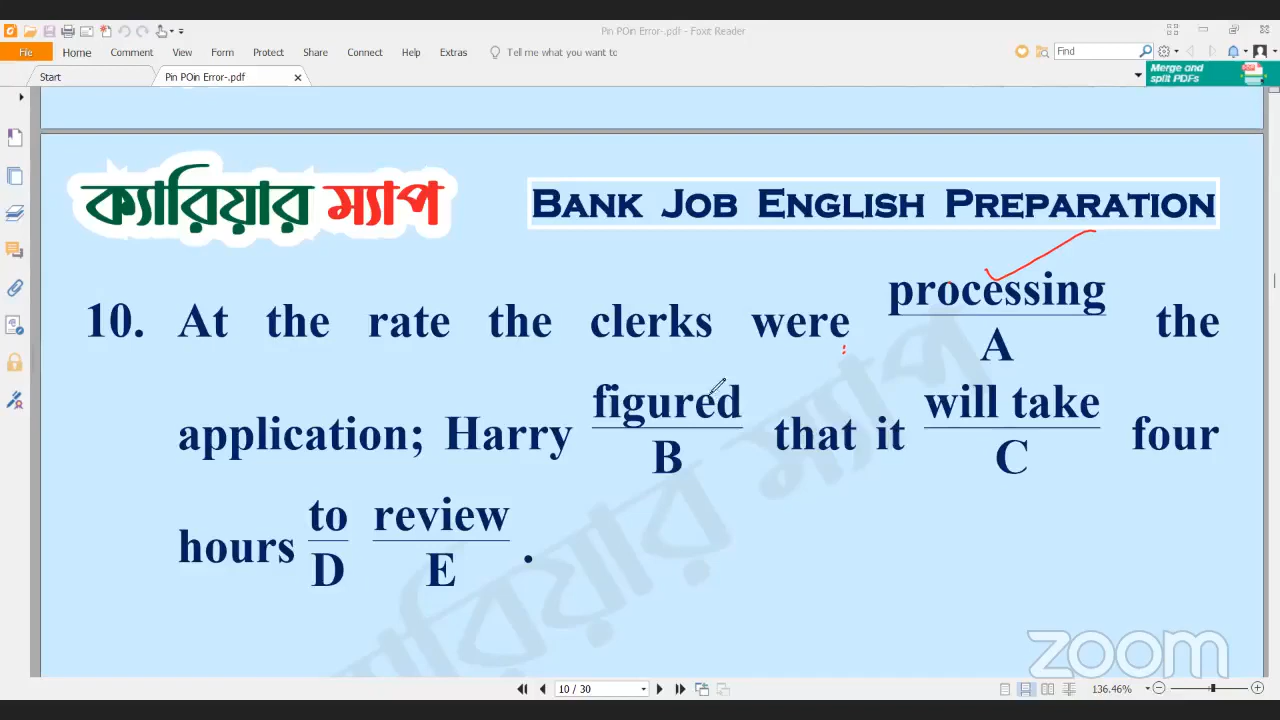 Pin POin Error-.pdf - Foxit Reader
File Home Comment View Form Protect Share Connect Help Extras Tell me what you want to Find
Start Pin POin Error-.pdf Merge and
split PDFs
ক্যারিয়ার ম্যাপ BANK JOB ENGLISH PREPARATION
10. At the rate the clerks were processing the
A
application; Harry figured that it will take four
B C
hours to review .
D E
ক্যারিয়ার ম্যাপ
zoom
10 / 30 136.46%